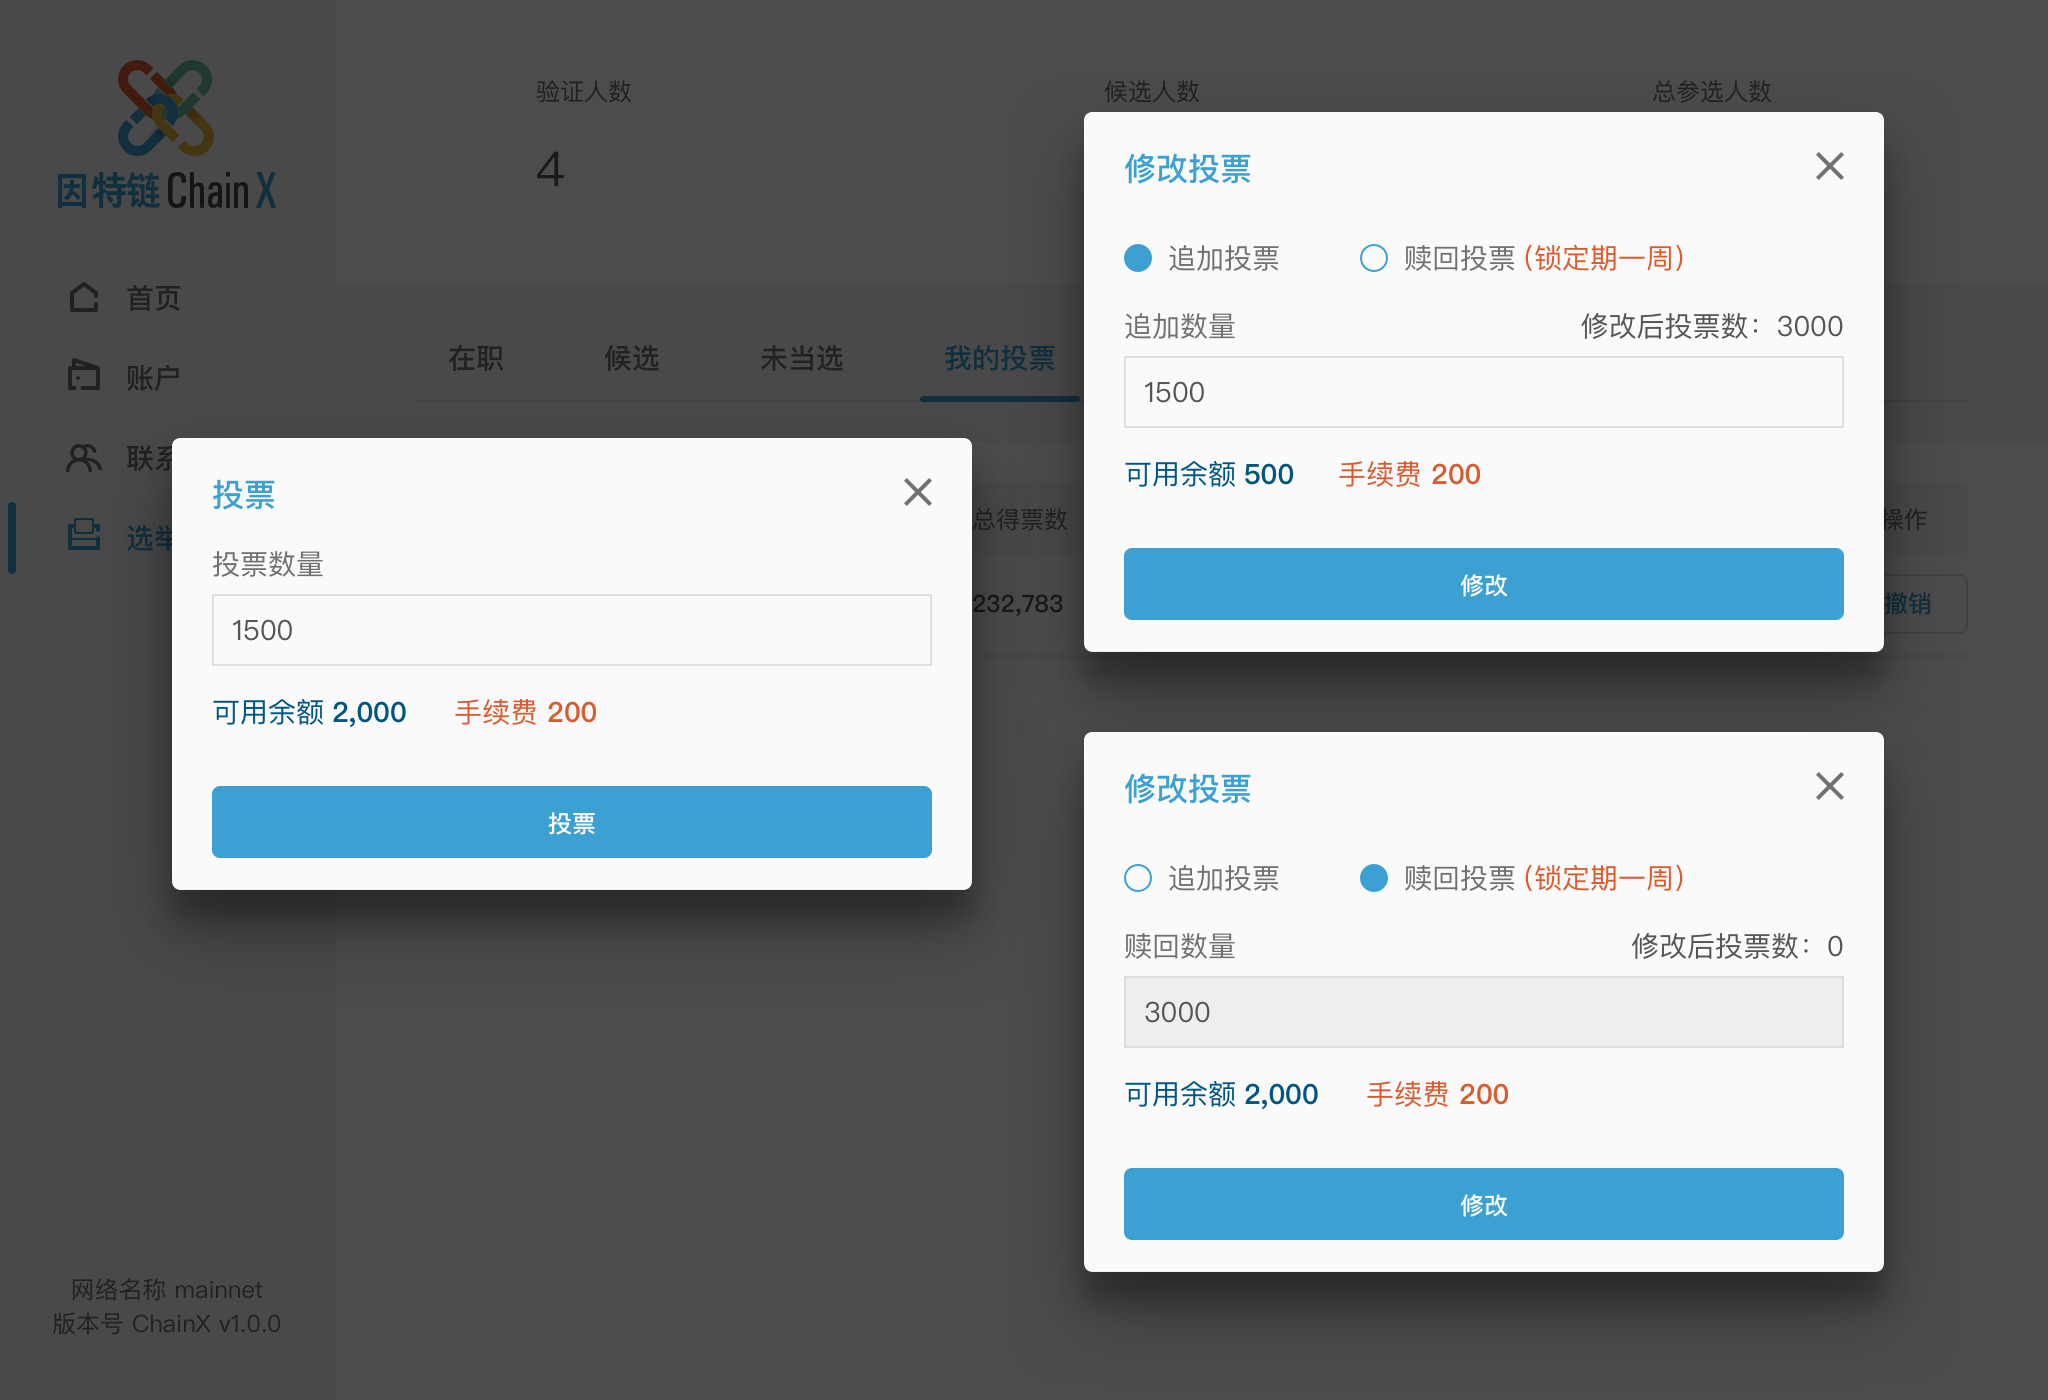 因特链 ChainX
首页
账户
联系
选举
网络名称 mainnet
版本号 ChainX v1.0.0
验证人数
4
候选人数
总参选人数
在职
候选
未当选
我的投票
总得票数
操作
232,783
撤销
投票
投票数量
1500
可用余额 2,000 手续费 200
投票
修改投票
追加投票 赎回投票 (锁定期一周)
追加数量 修改后投票数：3000
1500
可用余额 500 手续费 200
修改
修改投票
追加投票 赎回投票 (锁定期一周)
赎回数量 修改后投票数：0
3000
可用余额 2,000 手续费 200
修改